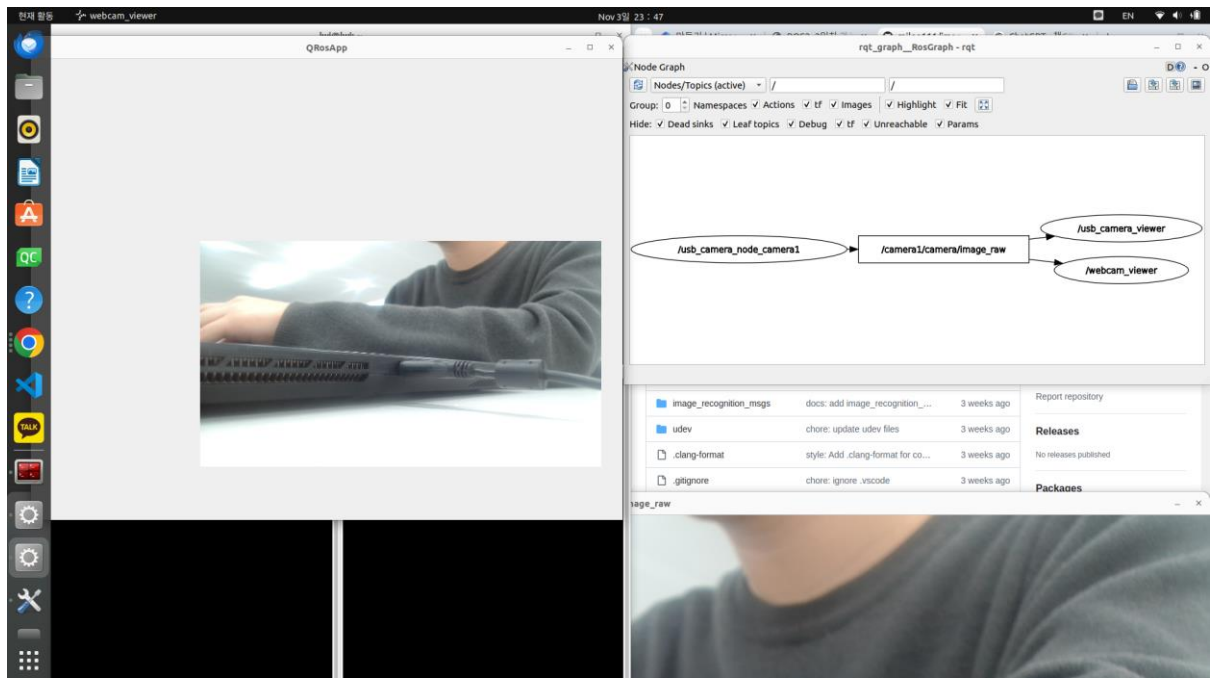 현재 활동 webcam_viewer
Nov 3일 23 : 47
EN
QRosApp
rqt_graph__RosGraph - rqt
Node Graph
D - O
Nodes/Topics (active) / /
Group: 0 Namespaces Actions tf Images Highlight Fit
Hide: Dead sinks Leaf topics Debug tf Unreachable Params
/usb_camera_node_camera1
/camera1/camera/image_raw
/usb_camera_viewer
/webcam_viewer
QC
?
TALK
image_recognition_msgs docs: add image_recognition_... 3 weeks ago
udev chore: update udev files 3 weeks ago
.clang-format style: Add .clang-format for co... 3 weeks ago
.gitignore chore: ignore .vscode 3 weeks ago
Report repository
Releases
No releases published
Packages
age_raw